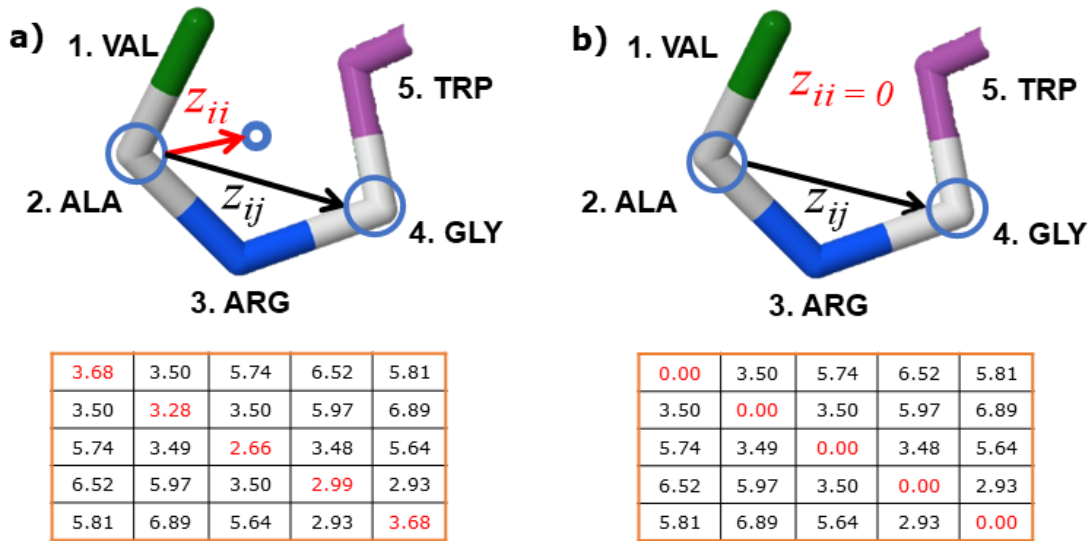 a)
1. VAL
z_ii
5. TRP
2. ALA
z_ij
4. GLY
3. ARG
3.68 3.50 5.74 6.52 5.81
3.50 3.28 3.50 5.97 6.89
5.74 3.49 2.66 3.48 5.64
6.52 5.97 3.50 2.99 2.93
5.81 6.89 5.64 2.93 3.68
b)
1. VAL
z_ii = 0
5. TRP
2. ALA
z_ij
4. GLY
3. ARG
0.00 3.50 5.74 6.52 5.81
3.50 0.00 3.50 5.97 6.89
5.74 3.49 0.00 3.48 5.64
6.52 5.97 3.50 0.00 2.93
5.81 6.89 5.64 2.93 0.00